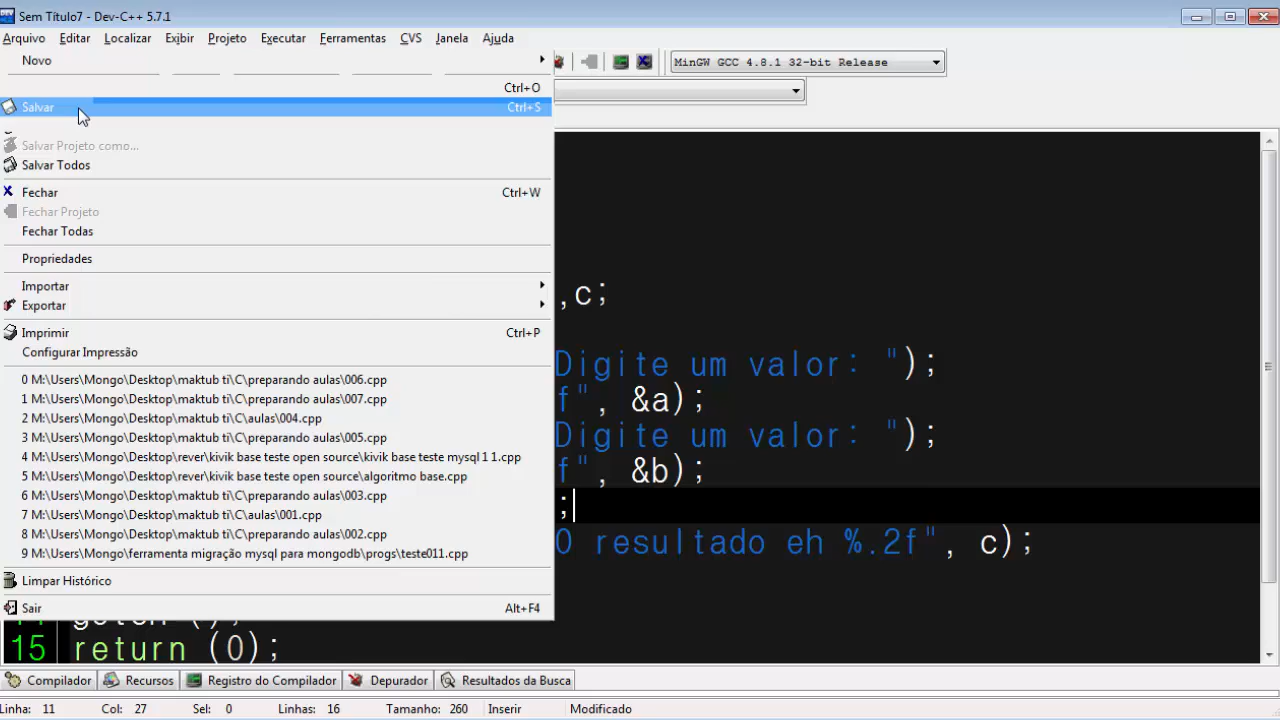 Sem Título7 - Dev-C++ 5.7.1
Arquivo Editar Localizar Exibir Projeto Executar Ferramentas CVS Janela Ajuda
Novo
MinGW GCC 4.8.1 32-bit Release
Ctrl+O
Salvar Ctrl+S
Salvar Projeto como...
Salvar Todos
Fechar Ctrl+W
Fechar Projeto
Fechar Todas
Propriedades
Importar
Exportar
Imprimir Ctrl+P
Configurar Impressão
0 M:\Users\Mongo\Desktop\maktub ti\C\preparando aulas\006.cpp
1 M:\Users\Mongo\Desktop\maktub ti\C\preparando aulas\007.cpp
2 M:\Users\Mongo\Desktop\maktub ti\C\aulas\004.cpp
3 M:\Users\Mongo\Desktop\maktub ti\C\preparando aulas\005.cpp
4 M:\Users\Mongo\Desktop\rever\kivik base teste open source\kivik base teste mysql 1 1.cpp
5 M:\Users\Mongo\Desktop\rever\kivik base teste open source\algoritmo base.cpp
6 M:\Users\Mongo\Desktop\maktub ti\C\preparando aulas\003.cpp
7 M:\Users\Mongo\Desktop\maktub ti\C\aulas\001.cpp
8 M:\Users\Mongo\Desktop\maktub ti\C\preparando aulas\002.cpp
9 M:\Users\Mongo\ferramenta migração mysql para mongodb\progs\teste011.cpp
Limpar Histórico
Sair Alt+F4
,c;
Digite um valor: ");
f", &a);
Digite um valor: ");
f", &b);
;
O resultado eh %.2f", c);
15 return (0);
Compilador Recursos Registro do Compilador Depurador Resultados da Busca
Linha: 11 Col: 27 Sel: 0 Linhas: 16 Tamanho: 260 Inserir Modificado